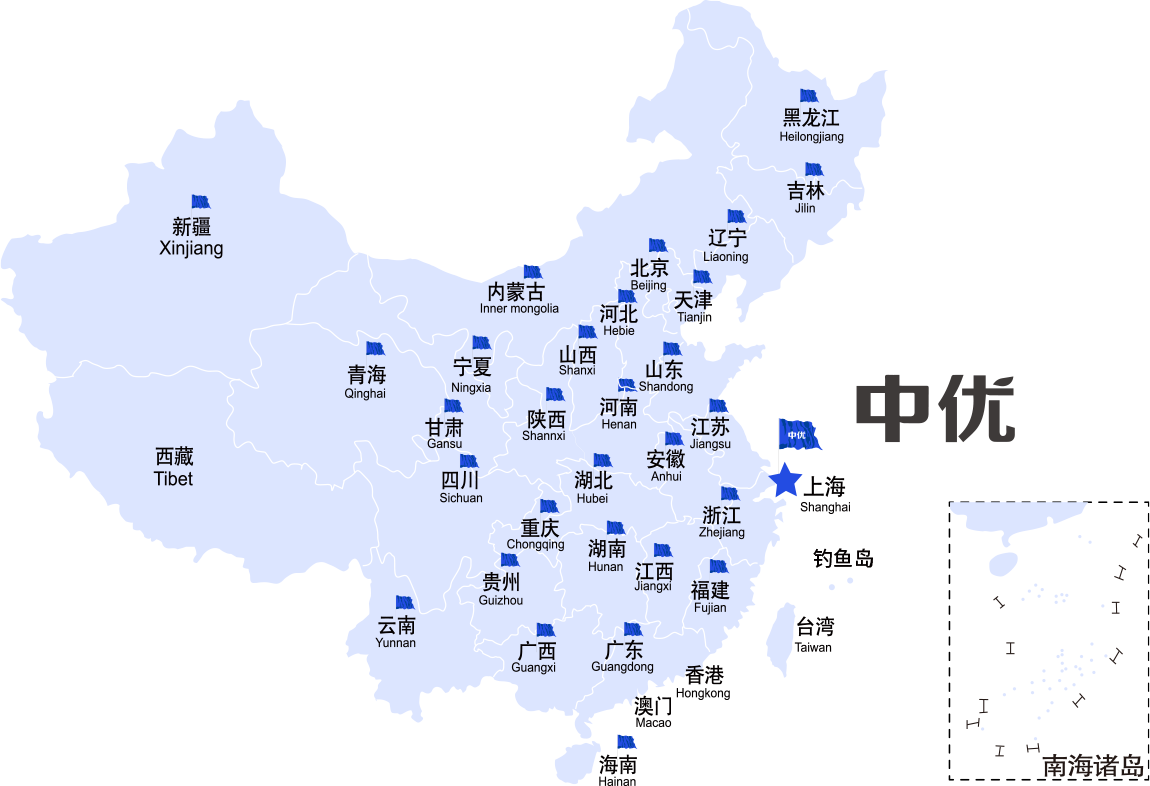 黑龙江
Heilongjiang
吉林
Jilin
新疆
Xinjiang
辽宁
Liaoning
北京
Beijing
内蒙古
Inner mongolia
天津
Tianjin
河北
Hebie
山西
Shanxi
宁夏
Ningxia
青海
Qinghai
山东
Shandong
陕西
Shannxi
河南
Henan
中优
甘肃
Gansu
江苏
Jiangsu
中优
西藏
Tibet
安徽
Anhui
四川
Sichuan
湖北
Hubei
上海
Shanghai
浙江
Zhejiang
重庆
Chongqing
湖南
Hunan
钓鱼岛
江西
Jiangxi
贵州
Guizhou
福建
Fujian
云南
Yunnan
台湾
Taiwan
广西
Guangxi
广东
Guangdong
香港
Hongkong
澳门
Macao
海南
Hainan
南海诸岛